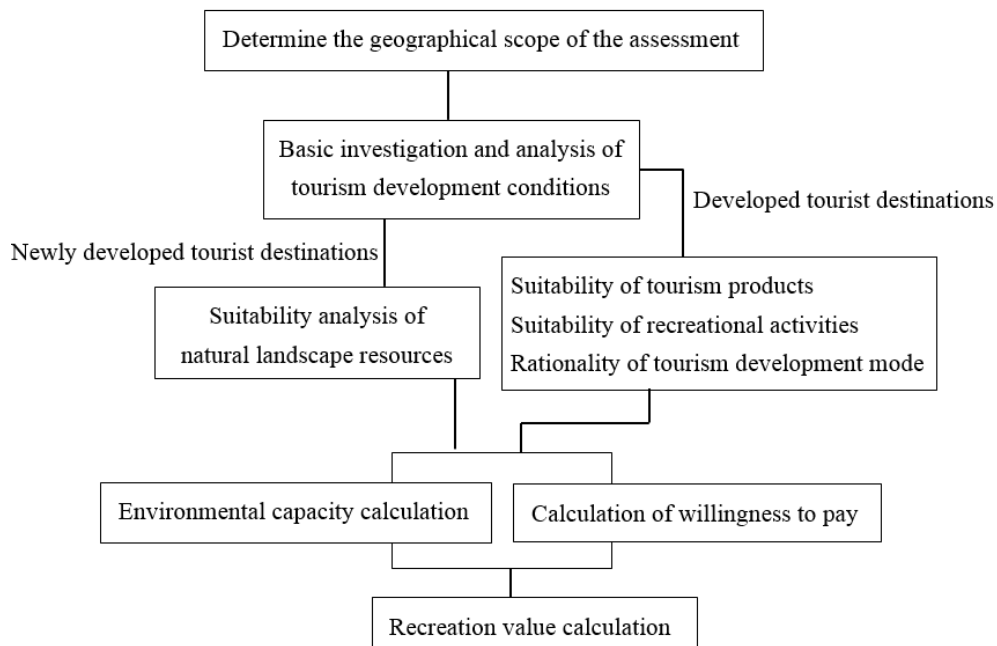 Determine the geographical scope of the assessment
Basic investigation and analysis of
tourism development conditions
Developed tourist destinations
Newly developed tourist destinations
Suitability analysis of
natural landscape resources
Suitability of tourism products
Suitability of recreational activities
Rationality of tourism development mode
Environmental capacity calculation
Calculation of willingness to pay
Recreation value calculation